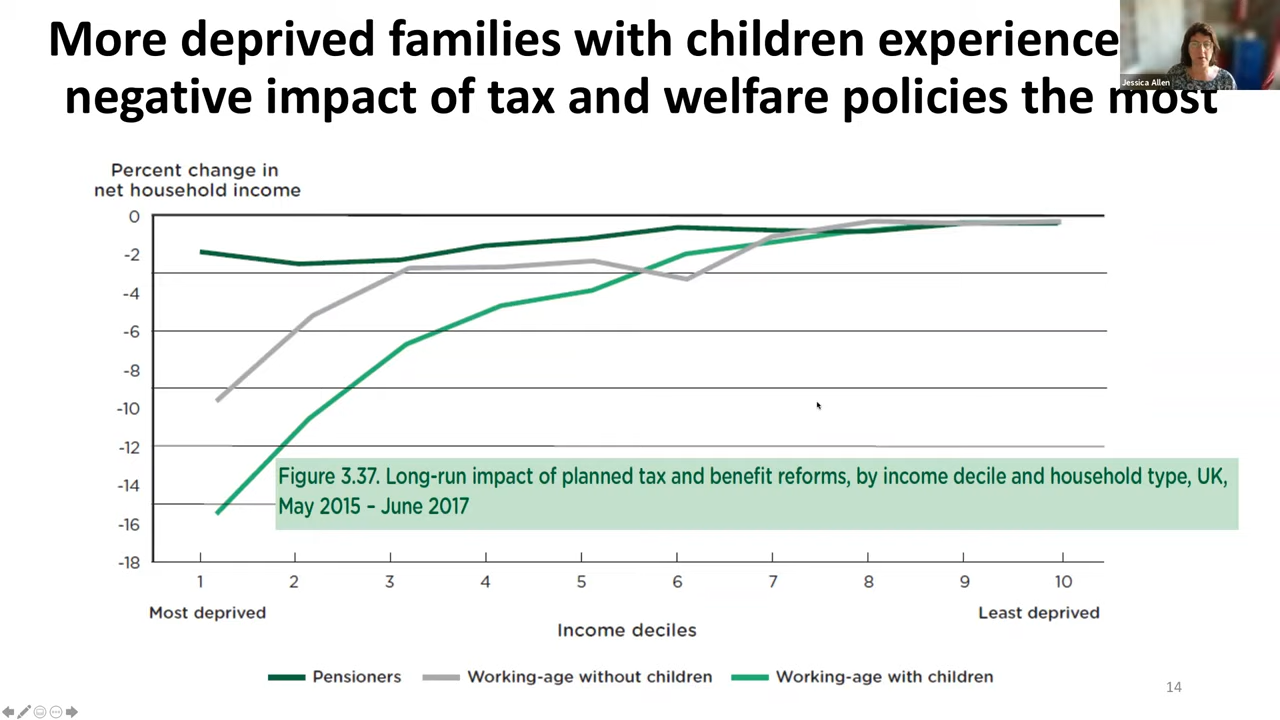 More deprived families with children experience
negative impact of tax and welfare policies the most
Jessica Allen
Percent change in
net household income
0
-2
-4
-6
-8
-10
-12
-14
-16
-18
Figure 3.37. Long-run impact of planned tax and benefit reforms, by income decile and household type, UK,
May 2015 – June 2017
1 2 3 4 5 6 7 8 9 10
Most deprived Least deprived
Income deciles
Pensioners Working-age without children Working-age with children
14